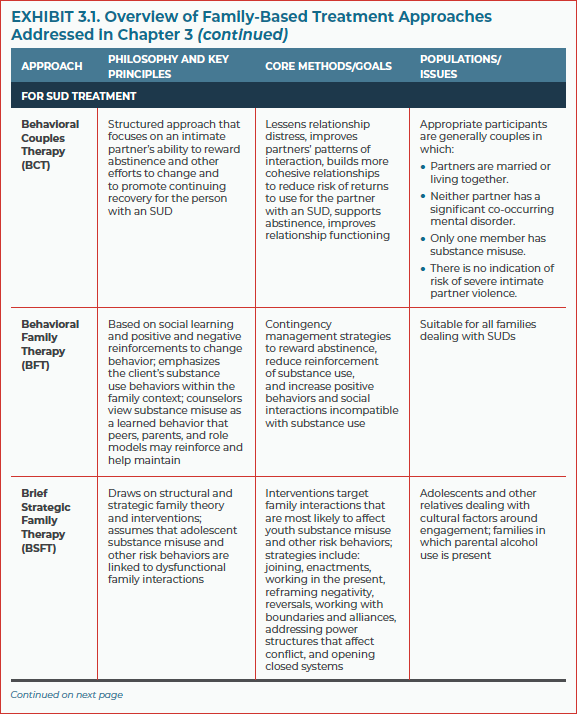 EXHIBIT 3.1. Overview of Family-Based Treatment Approaches
Addressed In Chapter 3 (continued)
APPROACH
PHILOSOPHY AND KEY
PRINCIPLES
CORE METHODS/GOALS
POPULATIONS/
ISSUES
FOR SUD TREATMENT
Behavioral
Couples
Therapy
(BCT)
Structured approach that
focuses on an intimate
partner’s ability to reward
abstinence and other
efforts to change and
to promote continuing
recovery for the person
with an SUD
Lessens relationship
distress, improves
partners’ patterns of
interaction, builds more
cohesive relationships
to reduce risk of returns
to use for the partner
with an SUD, supports
abstinence, improves
relationship functioning
Appropriate participants
are generally couples in
which:
• Partners are married or
living together.
• Neither partner has a
significant co-occurring
mental disorder.
• Only one member has
substance misuse.
• There is no indication of
risk of severe intimate
partner violence.
Behavioral
Family
Therapy
(BFT)
Based on social learning
and positive and negative
reinforcements to change
behavior; emphasizes
the client’s substance
use behaviors within the
family context; counselors
view substance misuse as
a learned behavior that
peers, parents, and role
models may reinforce and
help maintain
Contingency
management strategies
to reward abstinence,
reduce reinforcement
of substance use,
and increase positive
behaviors and social
interactions incompatible
with substance use
Suitable for all families
dealing with SUDs
Brief
Strategic
Family
Therapy
(BSFT)
Draws on structural and
strategic family theory
and interventions;
assumes that adolescent
substance misuse and
other risk behaviors are
linked to dysfunctional
family interactions
Interventions target
family interactions that
are most likely to affect
youth substance misuse
and other risk behaviors;
strategies include:
joining, enactments,
working in the present,
reframing negativity,
reversals, working with
boundaries and alliances,
addressing power
structures that affect
conflict, and opening
closed systems
Adolescents and other
relatives dealing with
cultural factors around
engagement; families in
which parental alcohol
use is present
Continued on next page